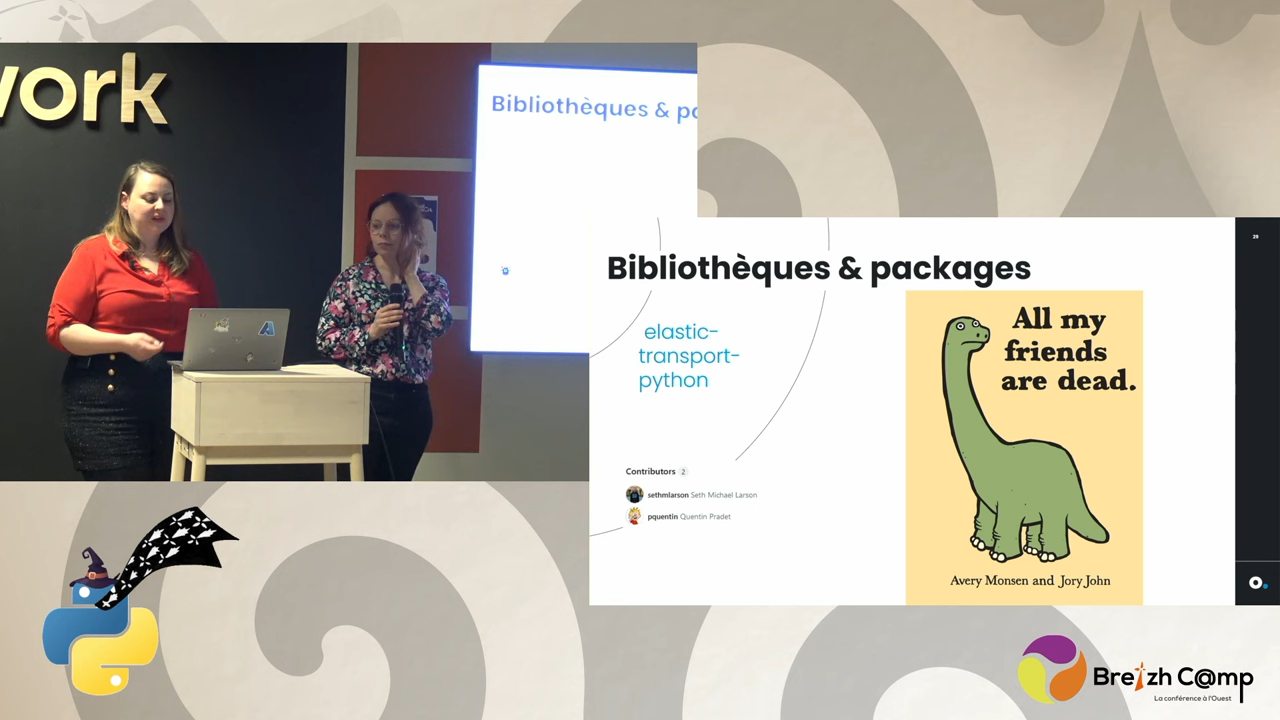 work
Bibliothèques & pa
26
Bibliothèques & packages
elastic-
transport-
python
All my
friends
are dead.
Contributors 2
sethmlarson Seth Michael Larson
pquentin Quentin Pradet
Avery Monsen and Jory John
Breizh C@mp
La conférence à l'Ouest